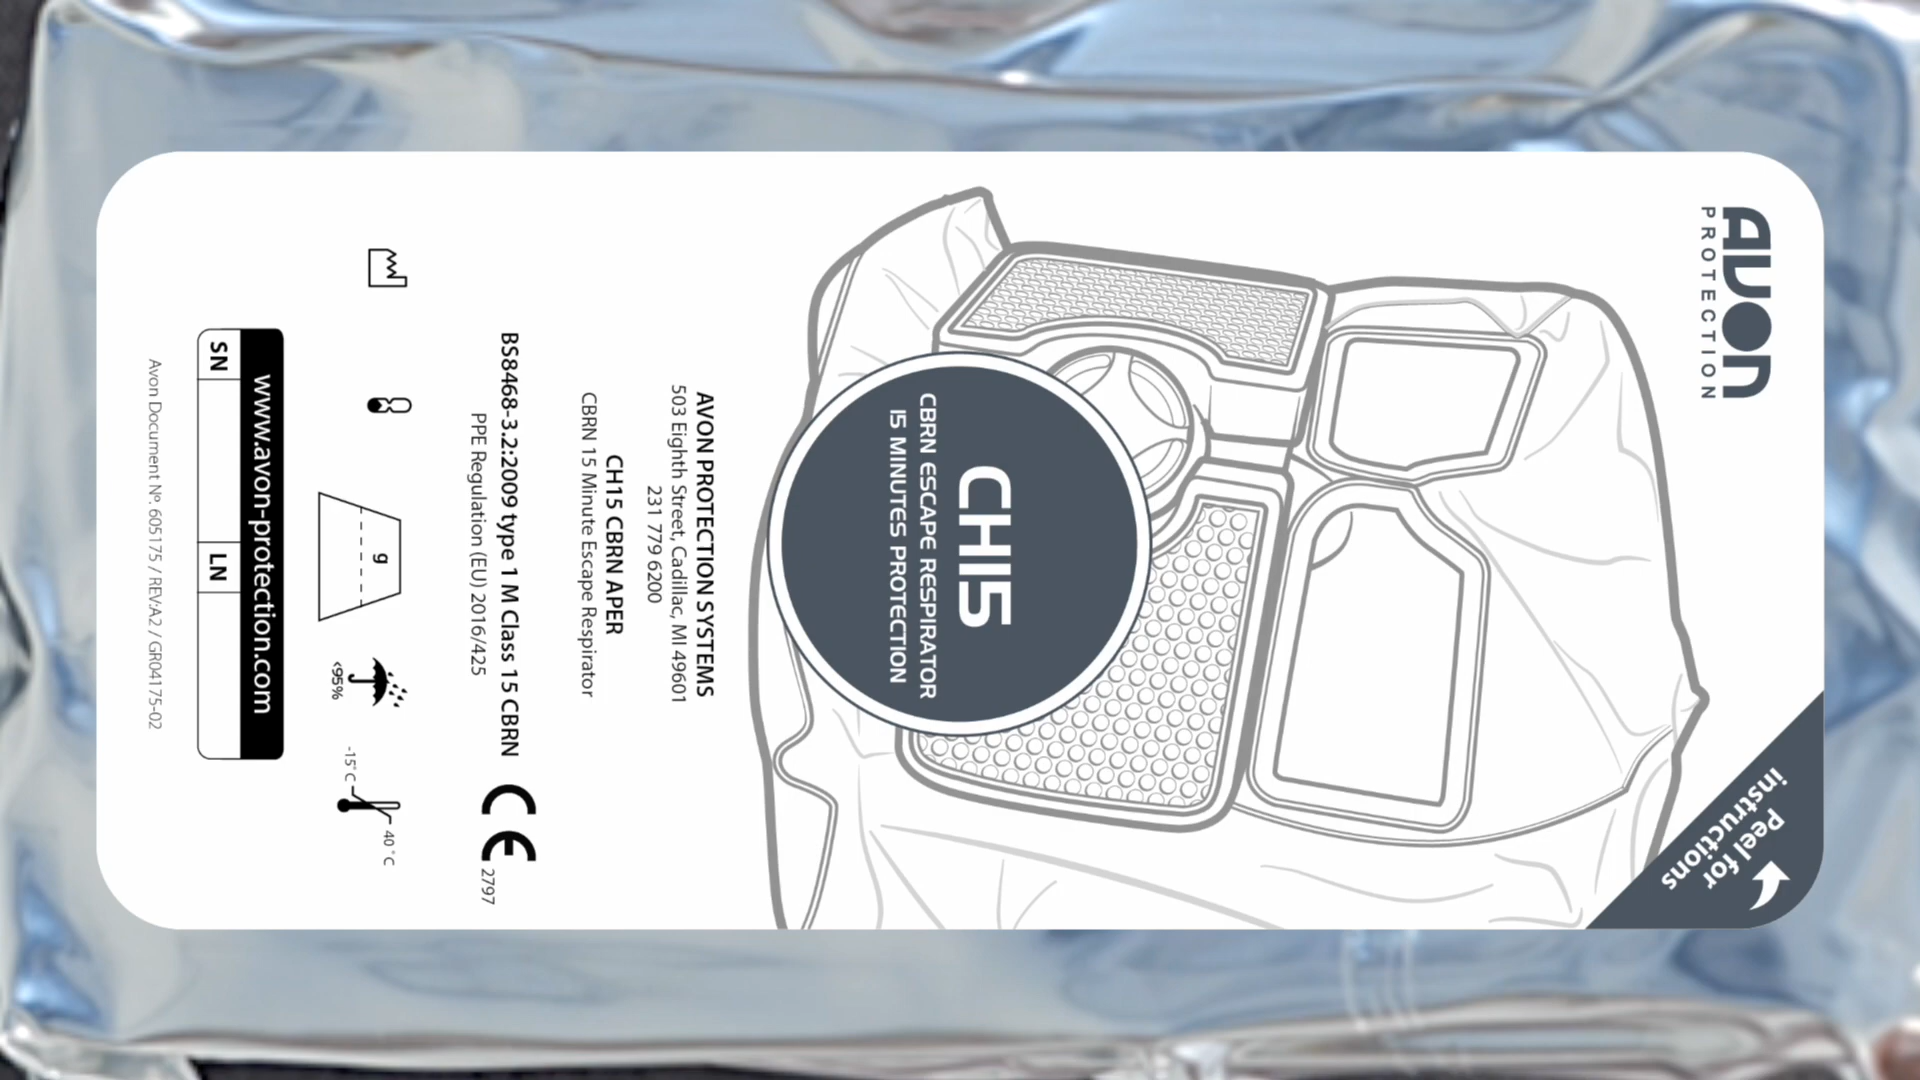 AVON
PROTECTION
CH15
CBRN ESCAPE RESPIRATOR
15 MINUTES PROTECTION
AVON PROTECTION SYSTEMS
503 Eighth Street, Cadillac, MI 49601
231 779 6200
CH15 CBRN APER
CBRN 15 Minute Escape Respirator
BS8468-3.2:2009 type 1 M Class 15 CBRN
PPE Regulation (EU) 2016/425
CE 2797
g
<95%
-15°C
40 °C
www.avon-protection.com
SN
LN
Avon Document Nº. 605175 / REV:A2 / GR04175-02
Peel for
instructions